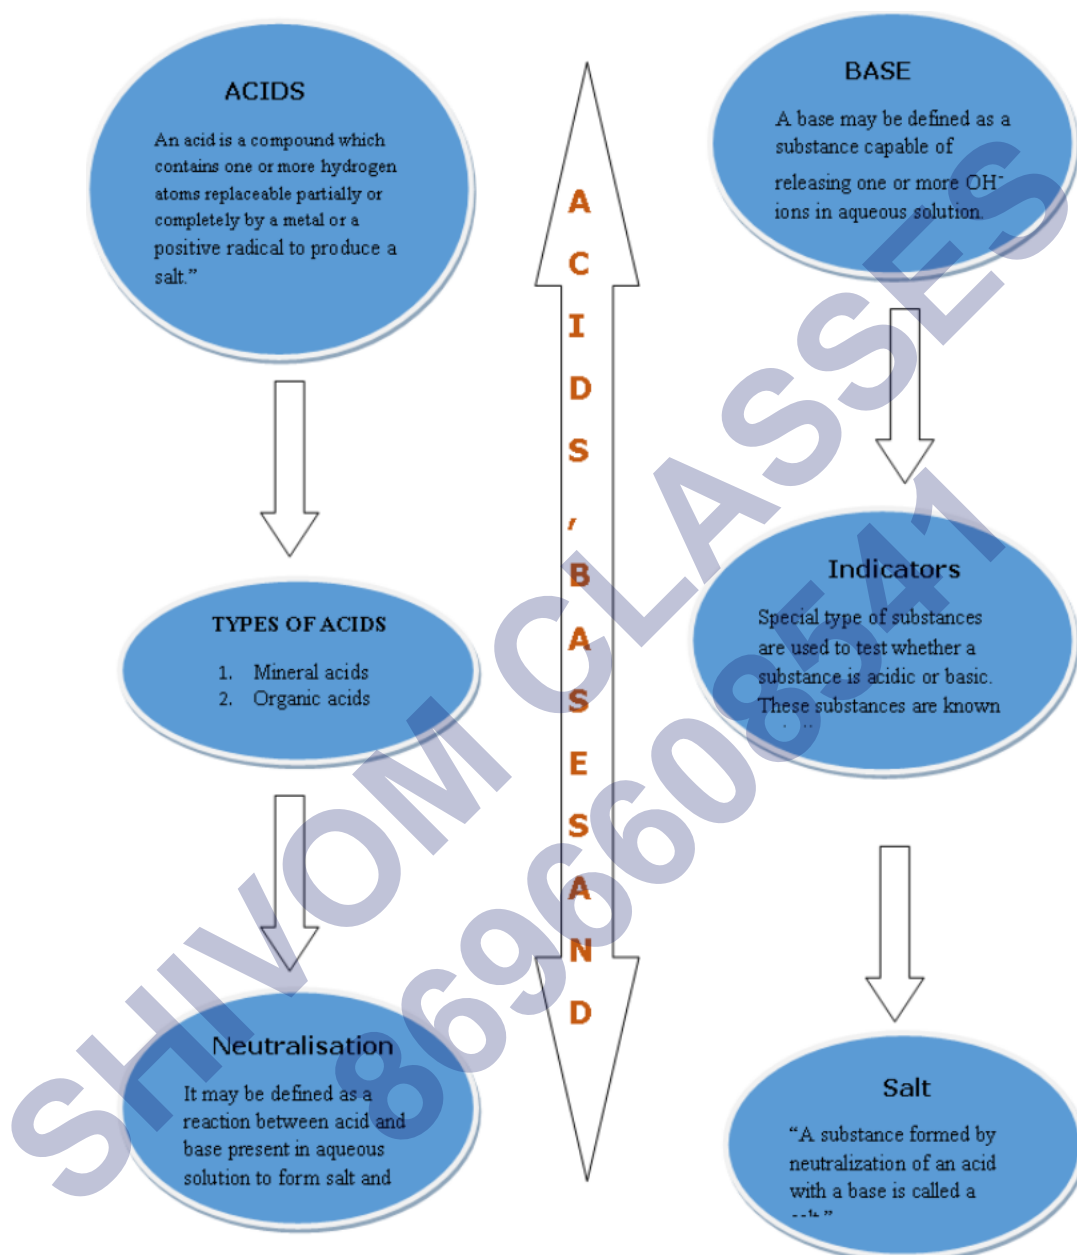 ACIDS
An acid is a compound which
contains one or more hydrogen
atoms replaceable partially or
completely by a metal or a
positive radical to produce a
salt.”
TYPES OF ACIDS
1. Mineral acids
2. Organic acids
Neutralisation
It may be defined as a
reaction between acid and
base present in aqueous
solution to form salt and
A
C
I
D
S
,
B
A
S
E
S
A
N
D
BASE
A base may be defined as a
substance capable of
releasing one or more OH⁻
ions in aqueous solution.
Indicators
Special type of substances
are used to test whether a
substance is acidic or basic.
These substances are known
Salt
“A substance formed by
neutralization of an acid
with a base is called a
salt.”
SHIVOM CLASSES
8696608541